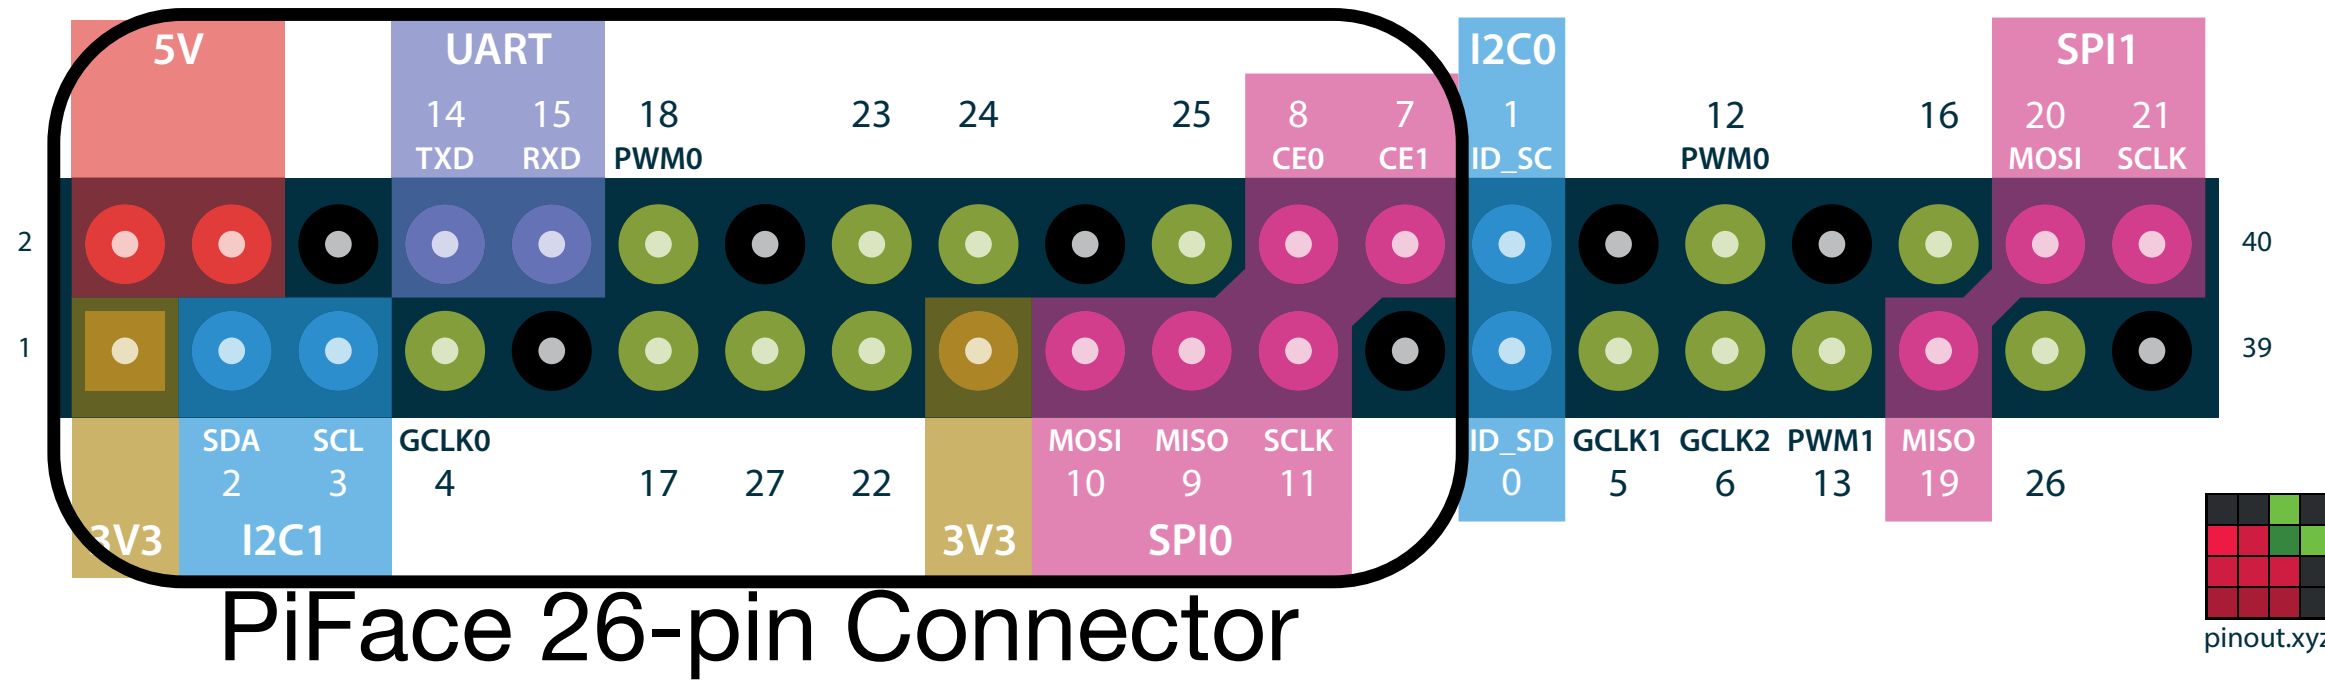 5V UART I2C0 SPI1
14 15 18 23 24 25 8 7 1 12 16 20 21
TXD RXD PWM0 CE0 CE1 ID_SC PWM0 MOSI SCLK
2 40
1 39
SDA SCL GCLK0 MOSI MISO SCLK ID_SD GCLK1 GCLK2 PWM1 MISO
2 3 4 17 27 22 10 9 11 0 5 6 13 19 26
3V3 I2C1 3V3 SPI0
PiFace 26-pin Connector
pinout.xyz